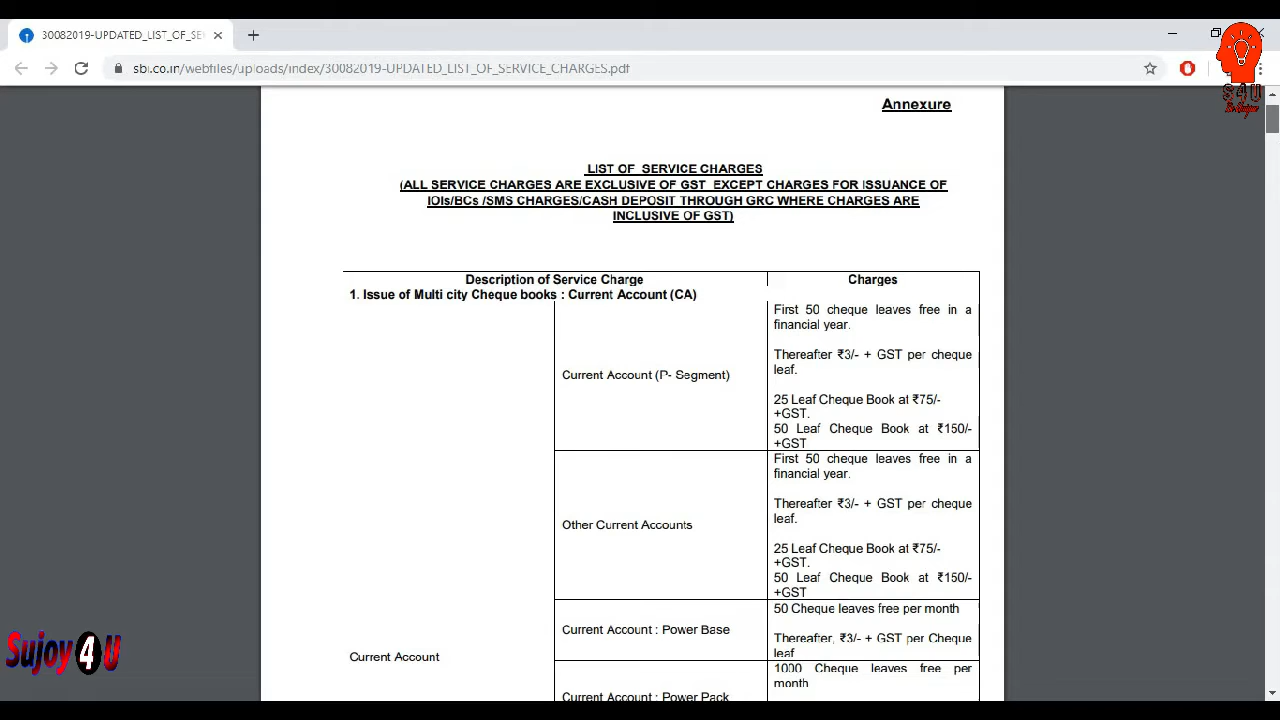 30082019-UPDATED_LIST_OF_SE
sbi.co.in/webfiles/uploads/index/30082019-UPDATED_LIST_OF_SERVICE_CHARGES.pdf
S4U
Be Unique
Annexure
LIST OF SERVICE CHARGES
(ALL SERVICE CHARGES ARE EXCLUSIVE OF GST EXCEPT CHARGES FOR ISSUANCE OF
IOIs/BCs /SMS CHARGES/CASH DEPOSIT THROUGH GRC WHERE CHARGES ARE
INCLUSIVE OF GST)
Description of Service Charge
Charges
1. Issue of Multi city Cheque books : Current Account (CA)
Current Account
Current Account (P- Segment)
First 50 cheque leaves free in a
financial year.
Thereafter ₹3/- + GST per cheque
leaf.
25 Leaf Cheque Book at ₹75/-
+GST.
50 Leaf Cheque Book at ₹150/-
+GST
Other Current Accounts
First 50 cheque leaves free in a
financial year.
Thereafter ₹3/- + GST per cheque
leaf.
25 Leaf Cheque Book at ₹75/-
+GST.
50 Leaf Cheque Book at ₹150/-
+GST
Current Account : Power Base
50 Cheque leaves free per month
Thereafter, ₹3/- + GST per Cheque
leaf
Current Account : Power Pack
1000 Cheque leaves free per
month
Sujoy 4 U